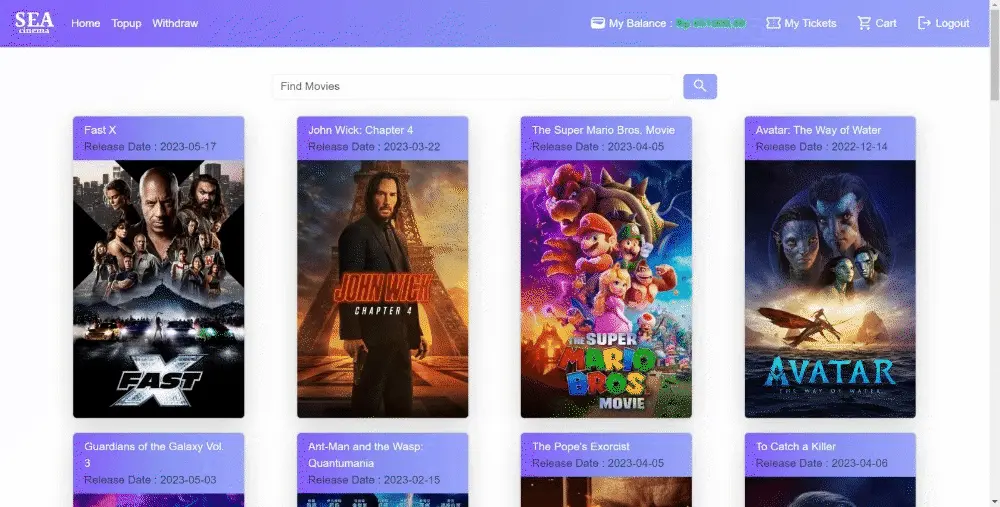 SEA
cinema
Home
Topup
Withdraw
My Balance :
My Tickets
Cart
Logout
Find Movies
Fast X
Release Date : 2023-05-17
John Wick: Chapter 4
Release Date : 2023-03-22
The Super Mario Bros. Movie
Release Date : 2023-04-05
Avatar: The Way of Water
Release Date : 2022-12-14
FAST
X
JOHN WICK
CHAPTER 4
THE SUPER
MARIO
BROS.
MOVIE
AVATAR
THE WAY OF WATER
Guardians of the Galaxy Vol.
3
Release Date : 2023-05-03
Ant-Man and the Wasp:
Quantumania
Release Date : 2023-02-15
The Pope's Exorcist
Release Date : 2023-04-05
To Catch a Killer
Release Date : 2023-04-06